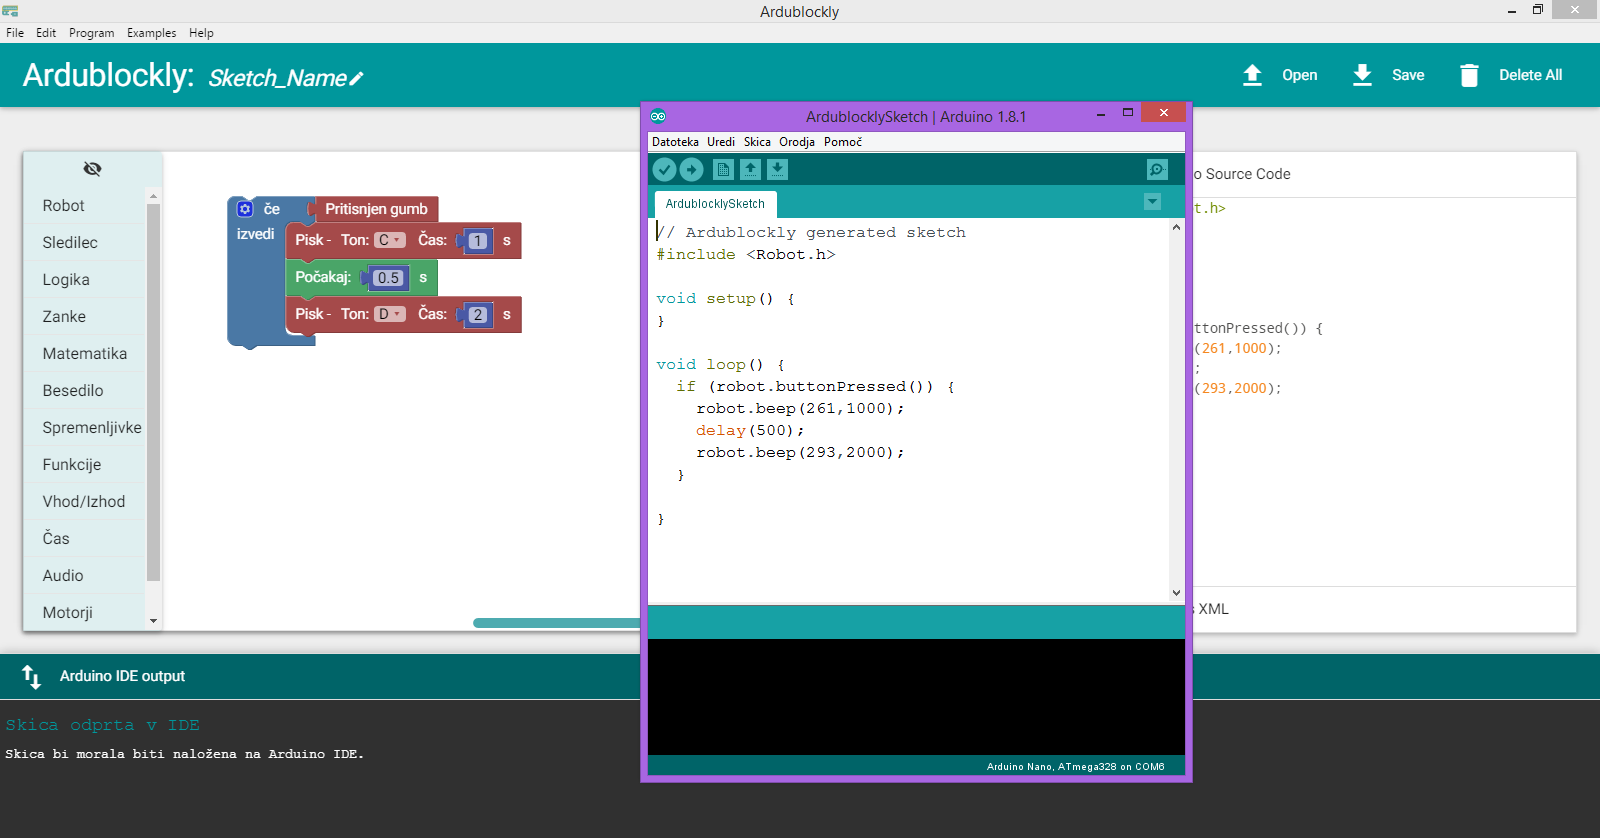 Ardublockly
File Edit Program Examples Help
Ardublockly: Sketch_Name
Open Save Delete All
Robot
Sledilec
Logika
Zanke
Matematika
Besedilo
Spremenljivke
Funkcije
Vhod/Izhod
Čas
Audio
Motorji
če Pritisnjen gumb
izvedi Pisk - Ton: C Čas: 1 s
Počakaj: 0.5 s
Pisk - Ton: D Čas: 2 s
ArdublocklySketch | Arduino 1.8.1
Datoteka Uredi Skica Orodja Pomoč
ArdublocklySketch
// Ardublockly generated sketch
#include <Robot.h>
void setup() {
}
void loop() {
if (robot.buttonPressed()) {
robot.beep(261,1000);
delay(500);
robot.beep(293,2000);
}
}
Arduino Nano, ATmega328 on COM6
o Source Code
t.h>
ttonPressed()) {
(261,1000);
;
(293,2000);
XML
Arduino IDE output
Skica odprta v IDE
Skica bi morala biti naložena na Arduino IDE.